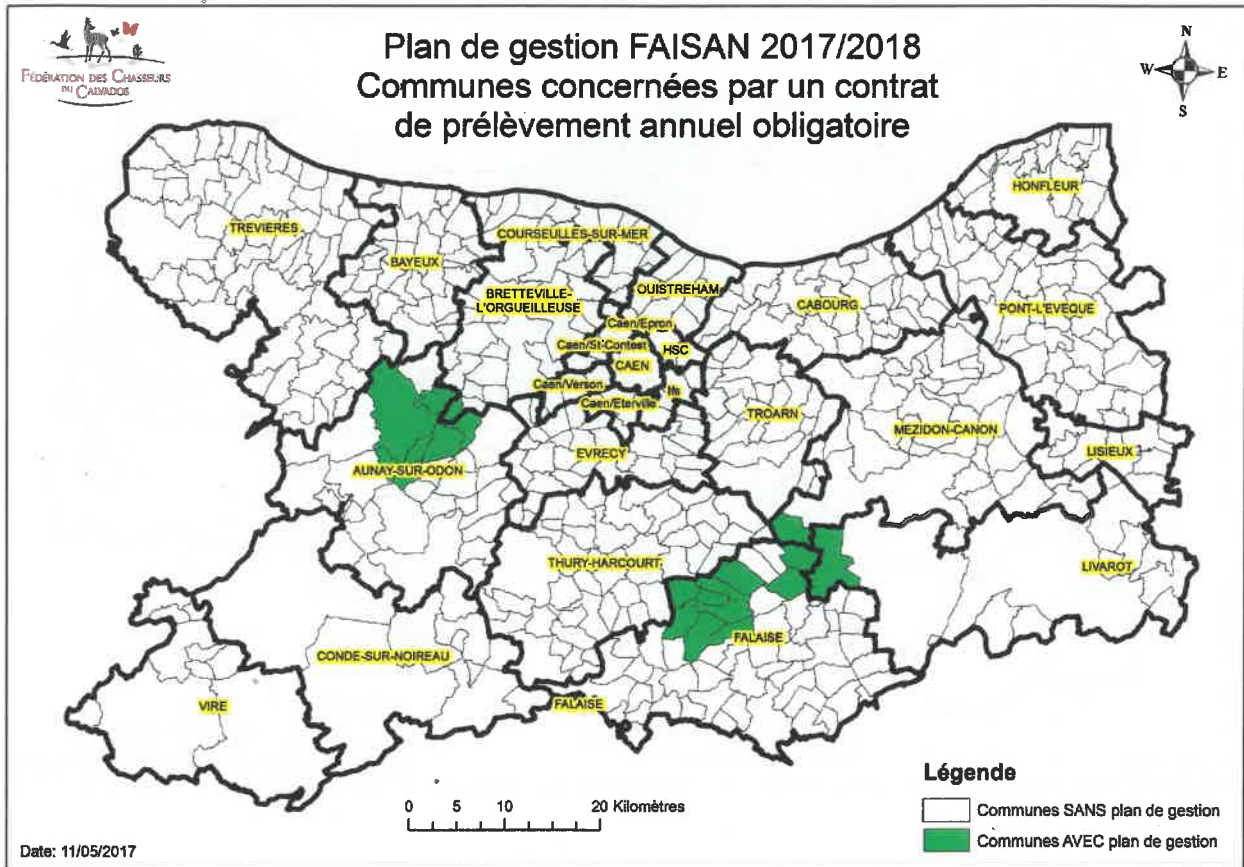 Plan de gestion FAISAN 2017/2018
Communes concernées par un contrat
de prélèvement annuel obligatoire
FÉDÉRATION DES CHASSEURS
DU CALVADOS
N
W
E
S
HONFLEUR
TREVIERES
COURSEULLES-SUR-MER
BAYEUX
OUISTREHAM
BRETTEVILLE-
L'ORGUEILLEUSE
CABOURG
PONT-L'EVEQUE
Caen/Epron
Caen/St-Contest
HSC
CAEN
Caen/Verson
Ifs
Caen/Eterville
TROARN
MEZIDON-CANON
EVRECY
LISIEUX
AUNAY-SUR-ODON
THURY-HARCOURT
LIVAROT
FALAISE
CONDE-SUR-NOIREAU
VIRE
FALAISE
Légende
0 5 10 20 Kilomètres
Communes SANS plan de gestion
Communes AVEC plan de gestion
Date: 11/05/2017